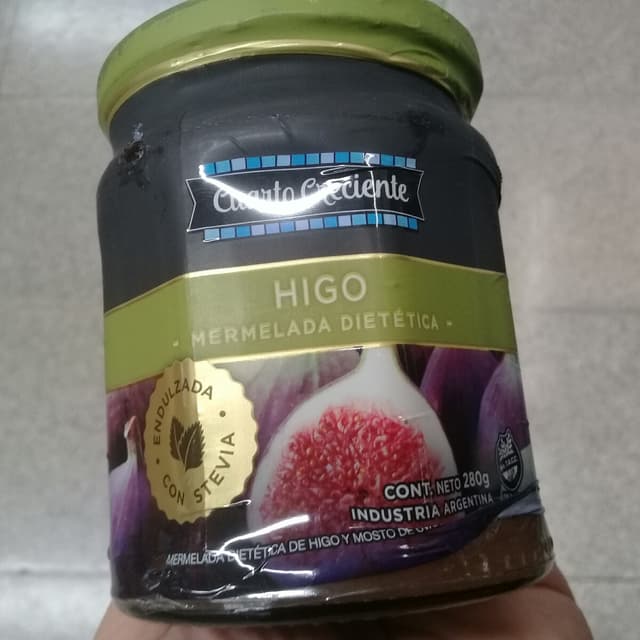 Cuarto Creciente
HIGO
- MERMELADA DIETÉTICA -
ENDULZADA
CON STEVIA
CONT. NETO 280g
INDUSTRIA ARGENTINA
MERMELADA DIETÉTICA DE HIGO Y MOSTO DE